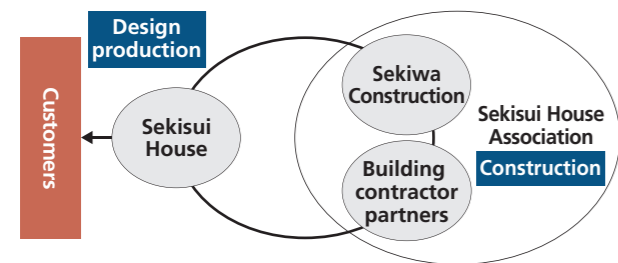 Design
production
Customers
Sekisui
House
Sekiwa
Construction
Building
contractor
partners
Sekisui House
Association
Construction